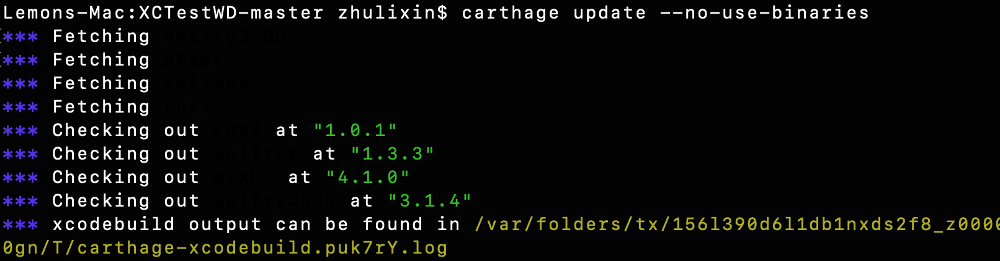 Lemons-Mac:XCTestWD-master zhulixin$ carthage update --no-use-binaries
*** Fetching SwiftyJSON
*** Fetching AEXML
*** Fetching swifter
*** Fetching Fuzi
*** Checking out Fuzi at "1.0.1"
*** Checking out swifter at "1.3.3"
*** Checking out AEXML at "4.1.0"
*** Checking out SwiftyJSON at "3.1.4"
*** xcodebuild output can be found in /var/folders/tx/156l390d6l1db1nxds2f8_z0000
0gn/T/carthage-xcodebuild.puk7rY.log